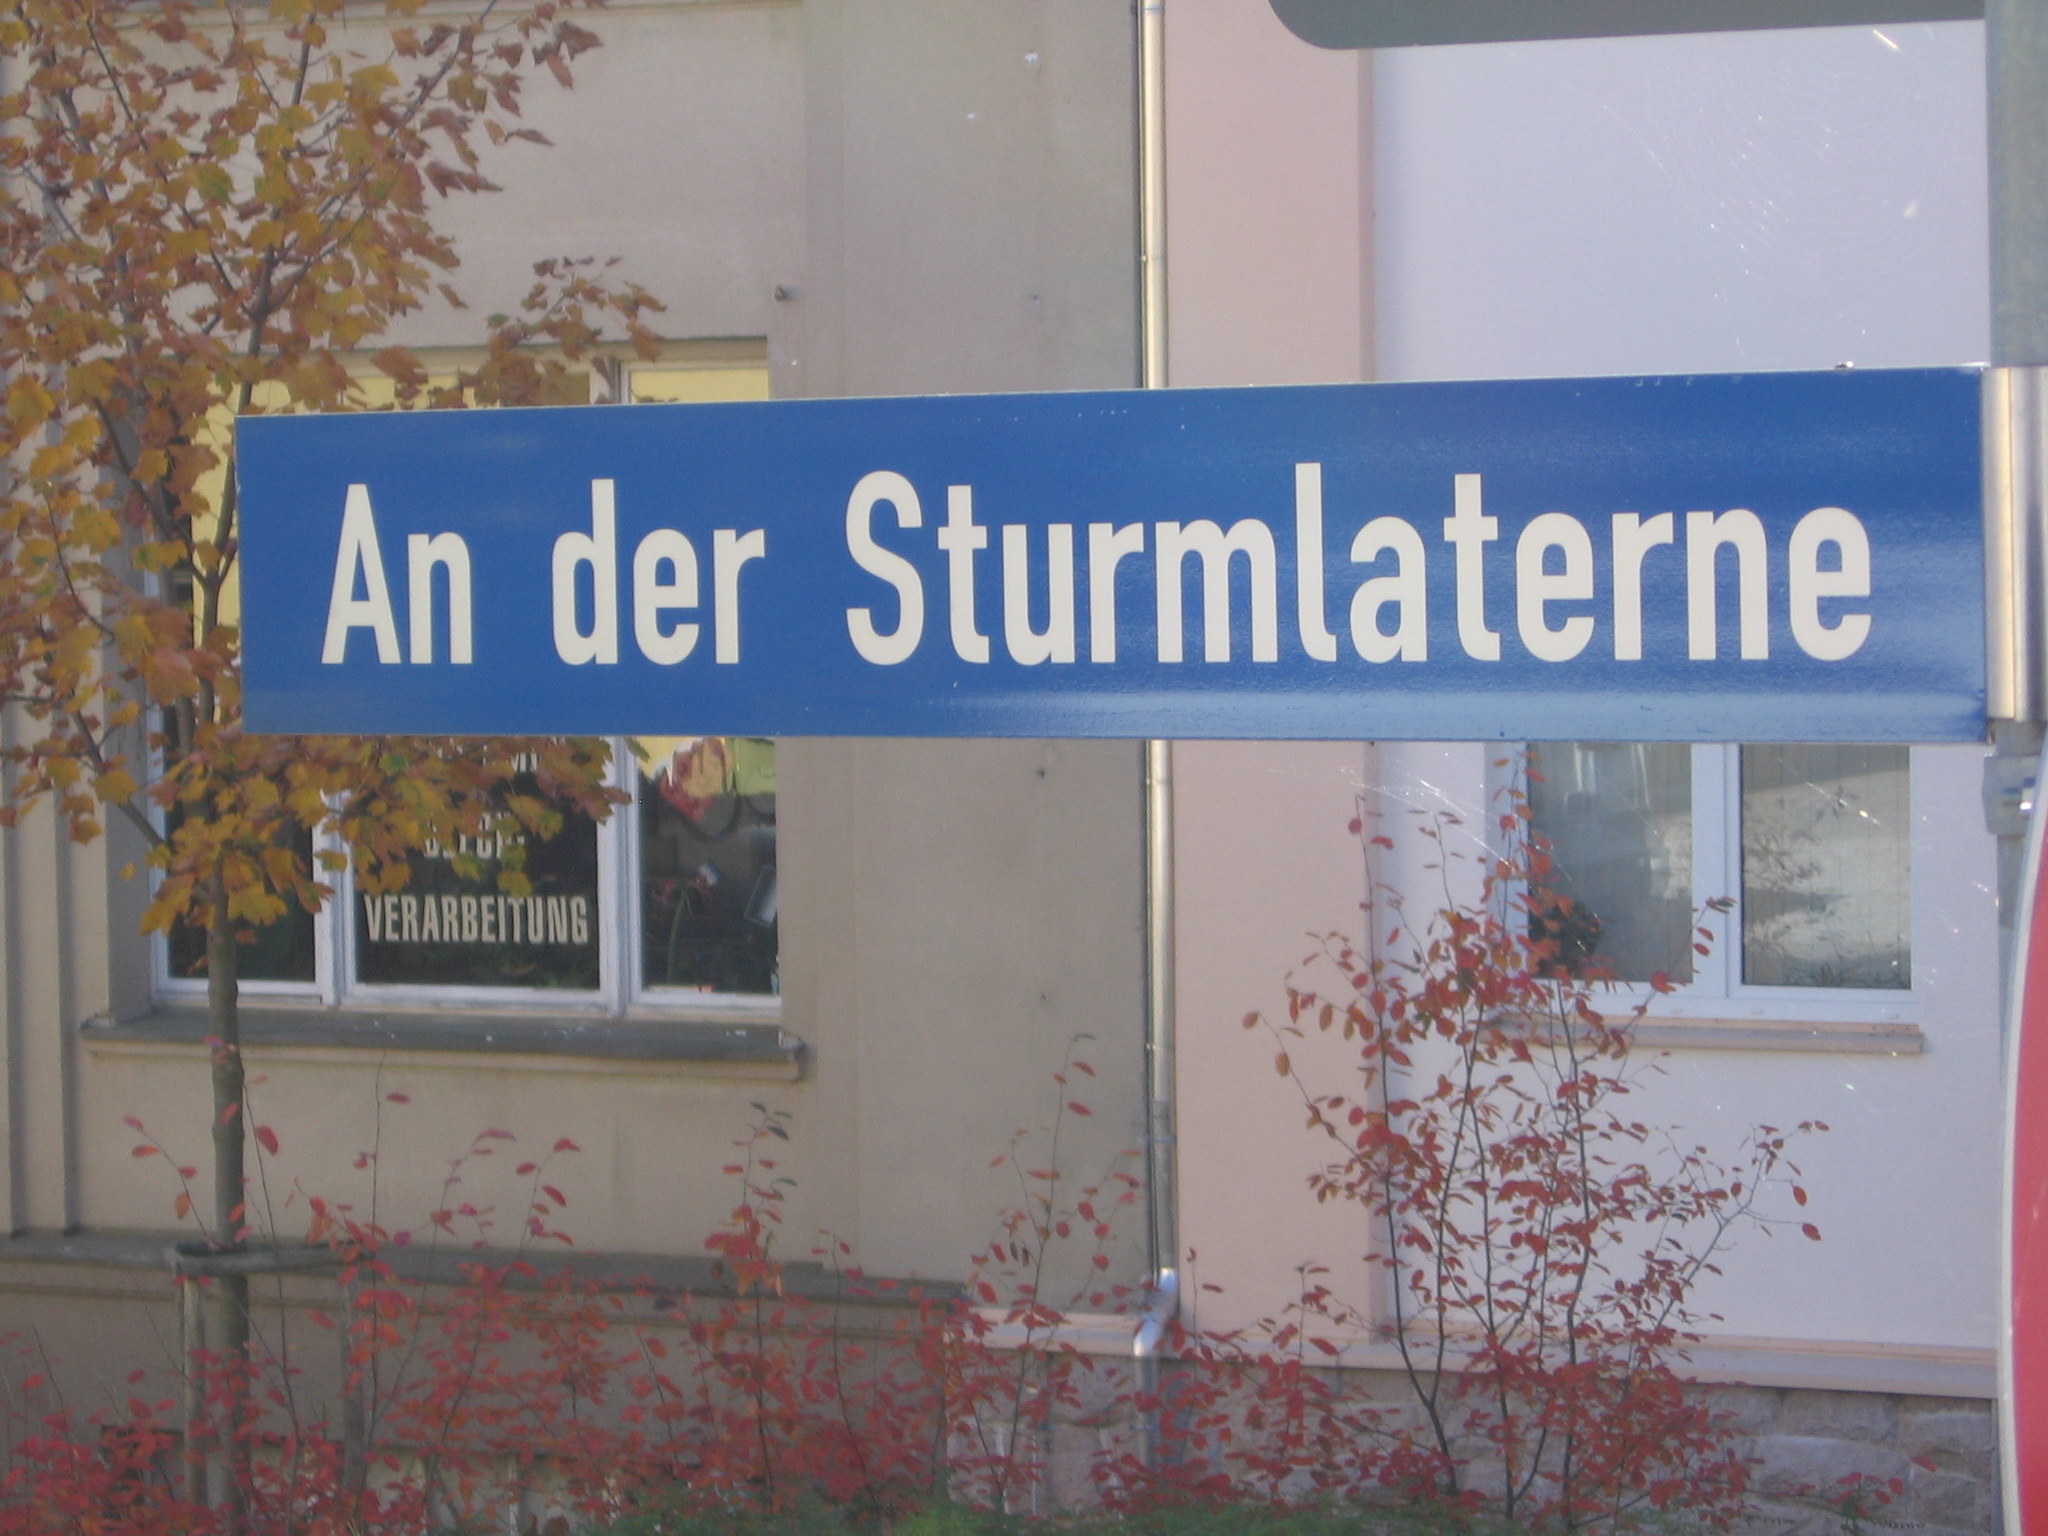 An der Sturmlaterne
VERARBEITUNG